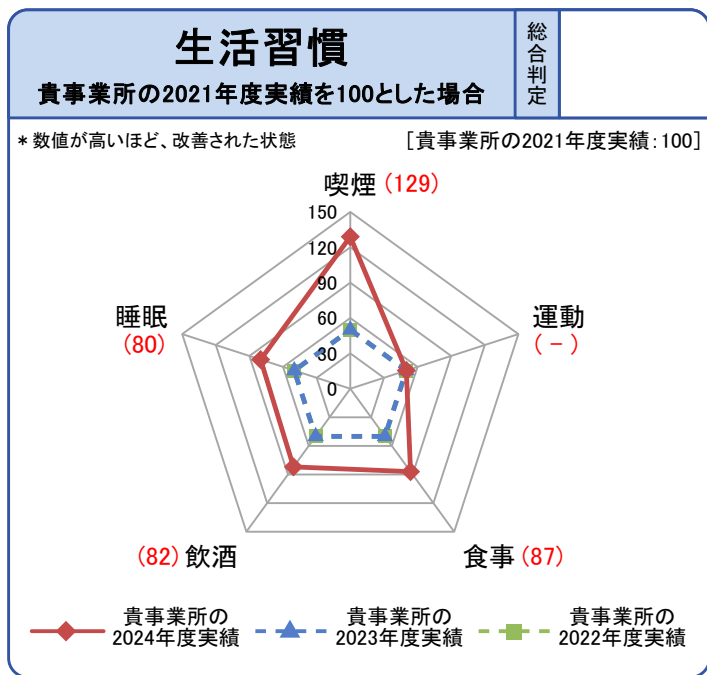 生活習慣
貴事業所の2021年度実績を100とした場合
総合判定
*数値が高いほど、改善された状態
[貴事業所の2021年度実績:100]
喫煙(129)
150
120
90
60
30
0
睡眠
(80)
運動
(-)
(82)飲酒
食事(87)
貴事業所の
2024年度実績
貴事業所の
2023年度実績
貴事業所の
2022年度実績